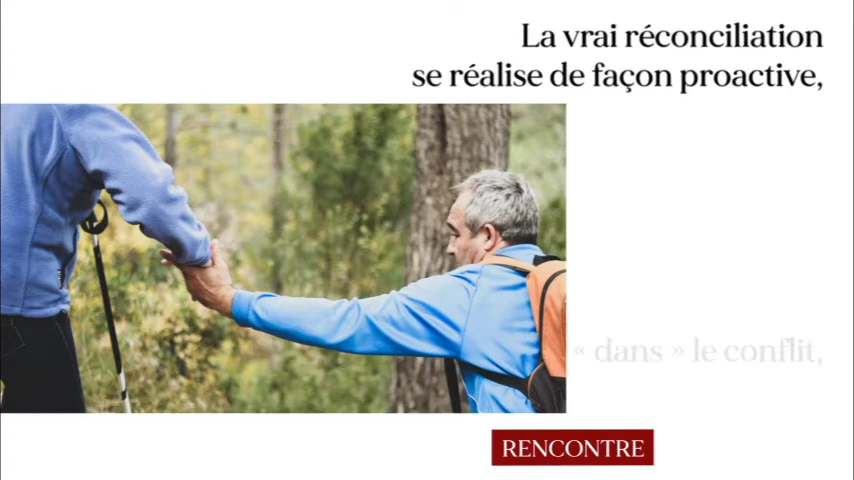 La vrai réconciliation
se réalise de façon proactive,
« dans » le conflit,
RENCONTRE